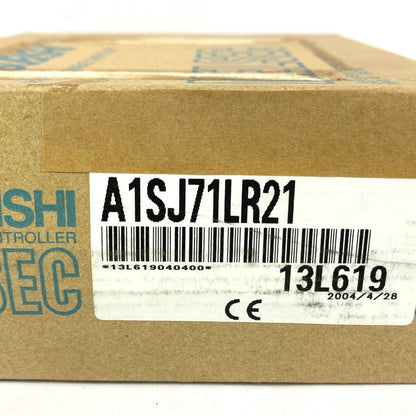 ISHI
NTROLLER
SEC
A1SJ71LR21
*13L619040400*
13L619
2004/4/28
CE